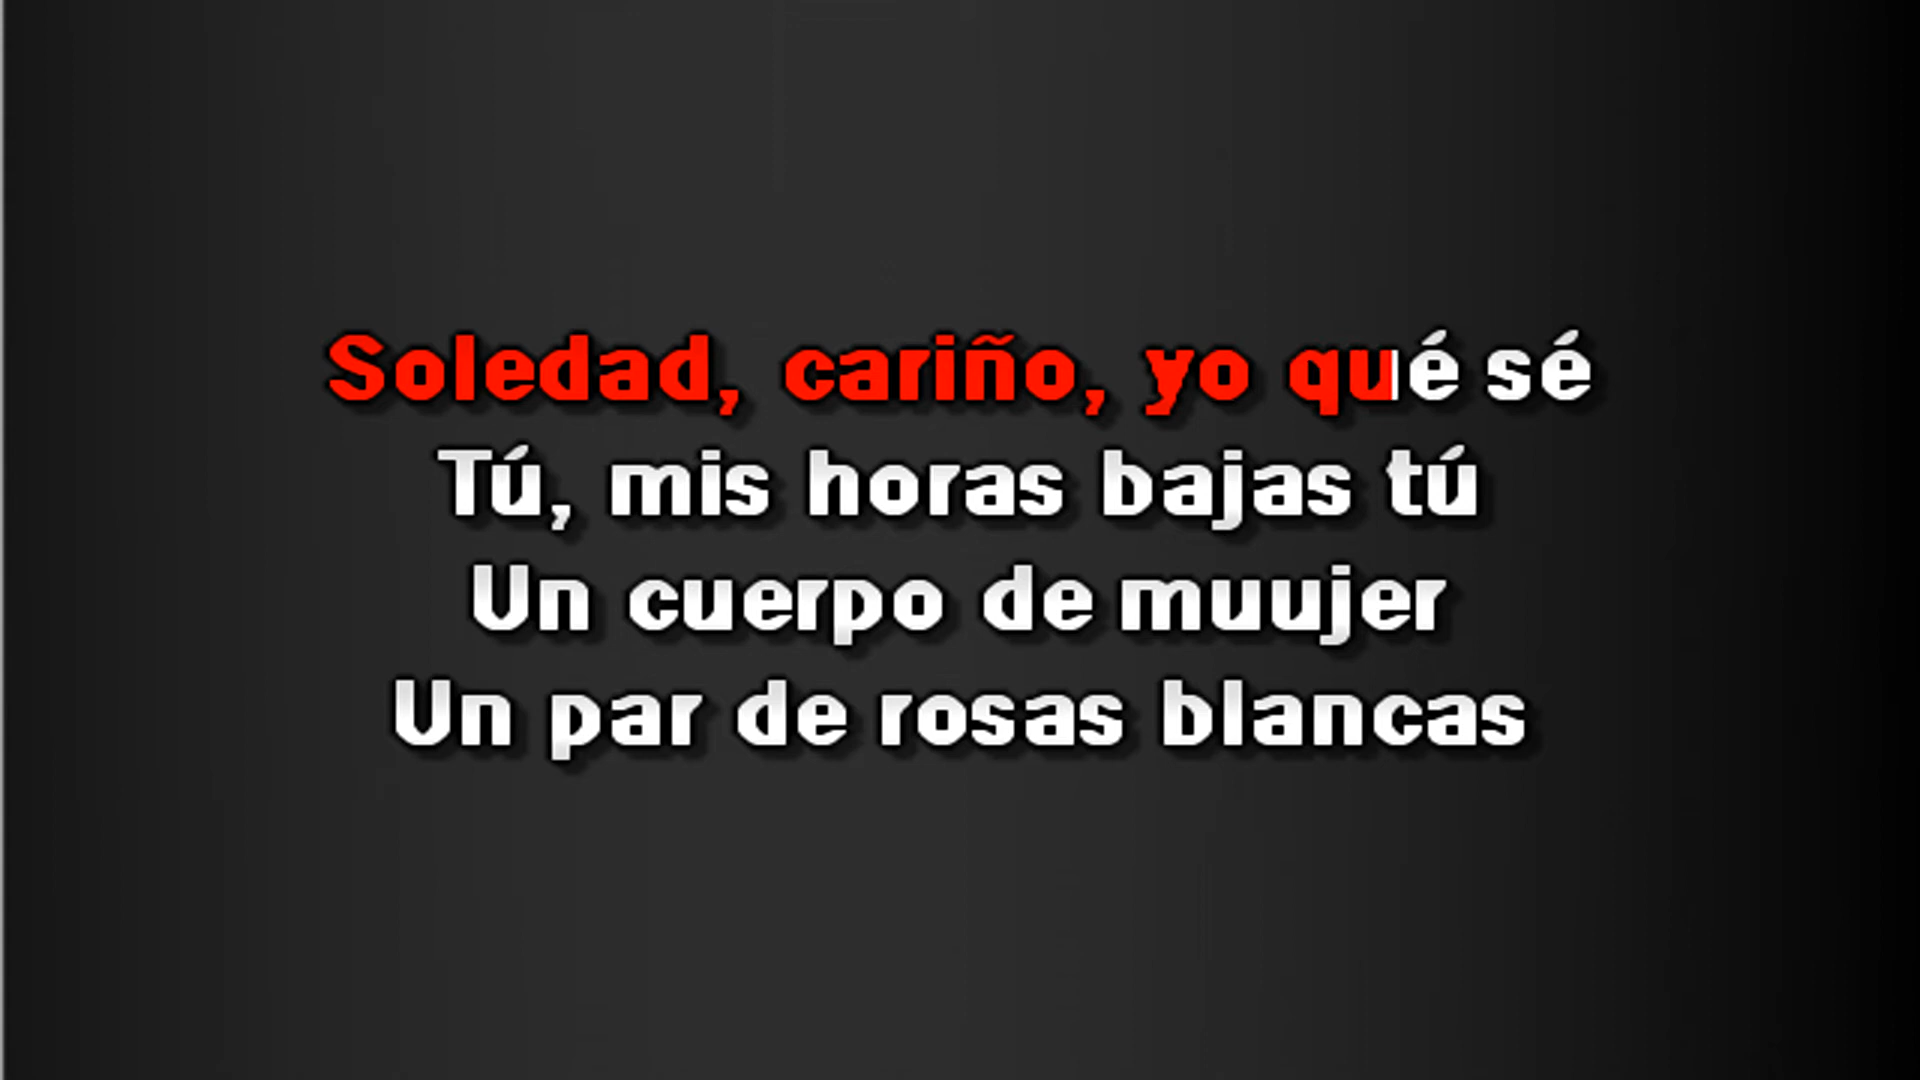 Soledad, cariño, yo qué sé
Tú, mis horas bajas tú
Un cuerpo de muujer
Un par de rosas blancas